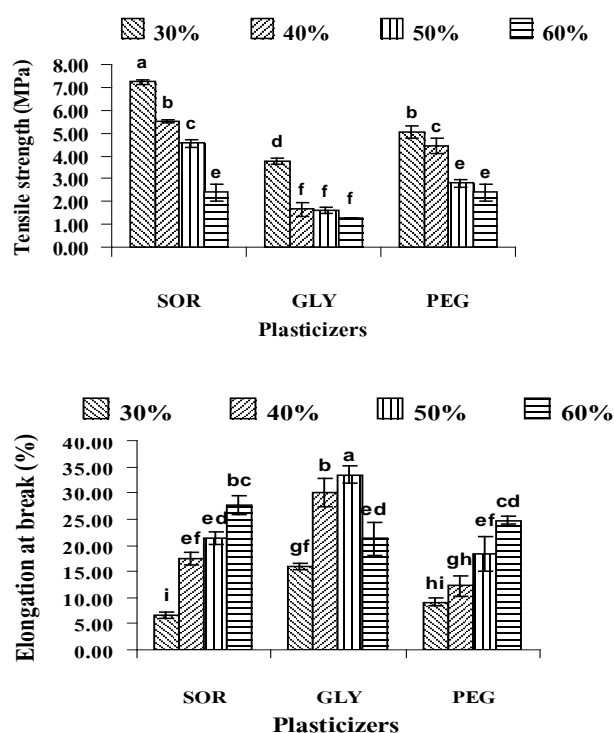 30% 40% 50% 60%
Tensile strength (MPa)
8.00
7.00
6.00
5.00
4.00
3.00
2.00
1.00
0.00
a
b
c
e
d
f
f
f
b
c
e
e
SOR GLY PEG
Plasticizers
30% 40% 50% 60%
Elongation at break (%)
40.00
35.00
30.00
25.00
20.00
15.00
10.00
5.00
0.00
i
ef
ed
bc
gf
b
a
ed
hi
gh
ef
cd
SOR GLY PEG
Plasticizers